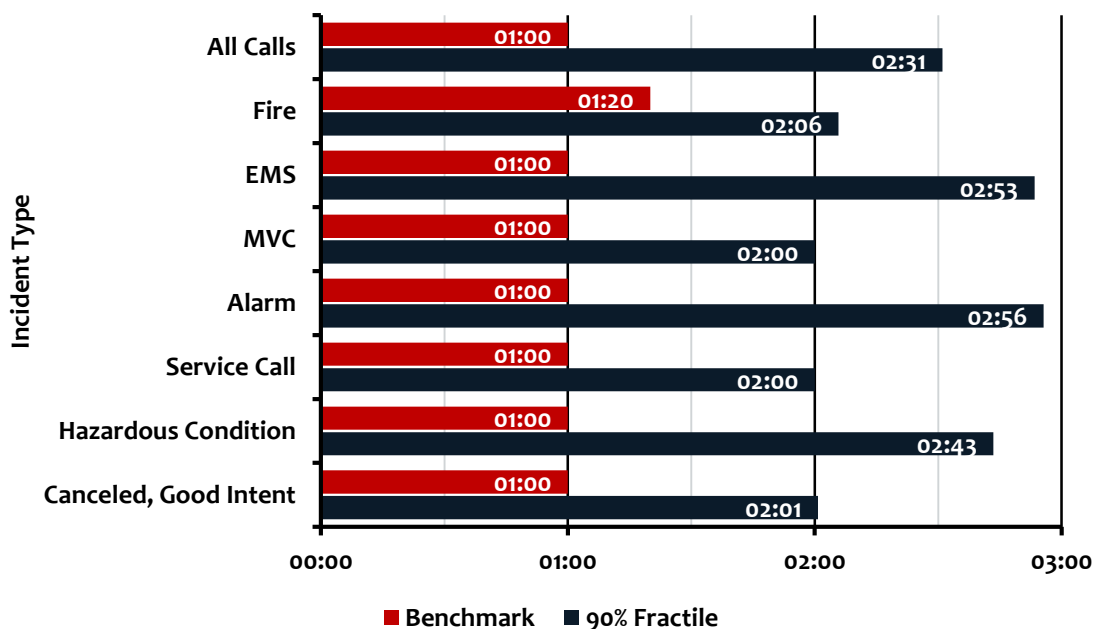 All Calls
01:00
02:31
Fire
01:20
02:06
EMS
01:00
02:53
MVC
01:00
02:00
Alarm
01:00
02:56
Service Call
01:00
02:00
Hazardous Condition
01:00
02:43
Canceled, Good Intent
01:00
02:01
Incident Type
00:00 01:00 02:00 03:00
Benchmark 90% Fractile